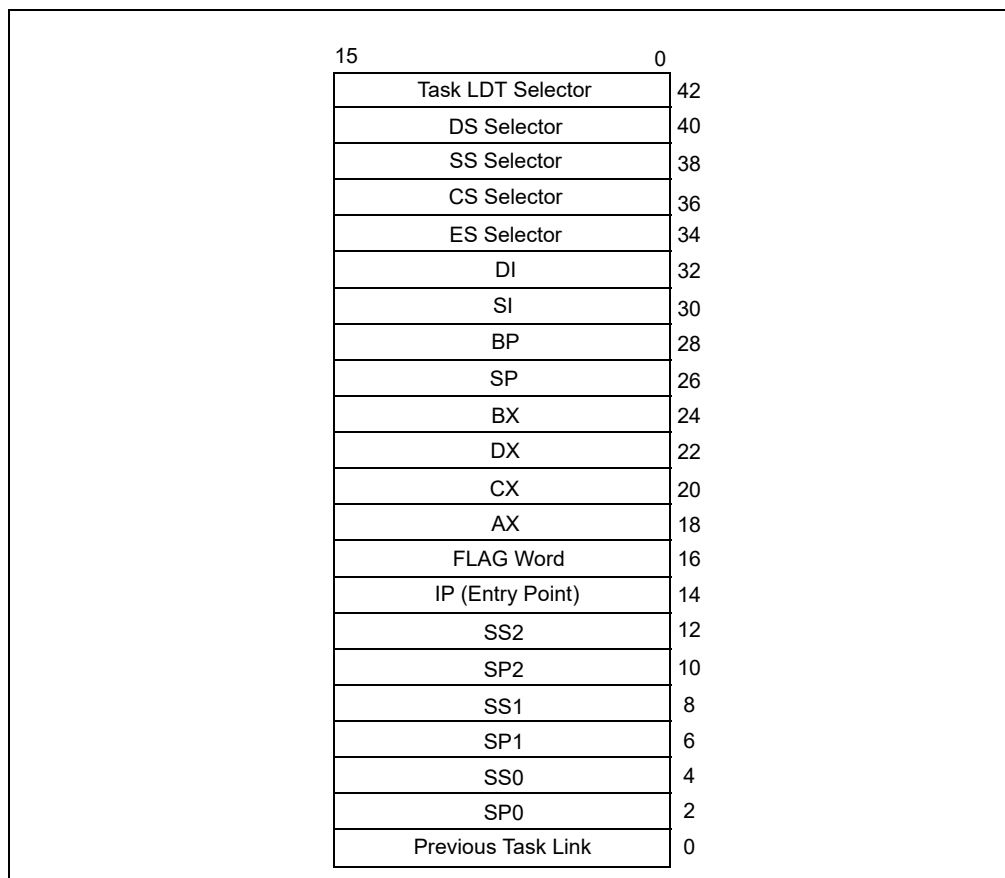 15 0
Task LDT Selector 42
DS Selector 40
SS Selector 38
CS Selector 36
ES Selector 34
DI 32
SI 30
BP 28
SP 26
BX 24
DX 22
CX 20
AX 18
FLAG Word 16
IP (Entry Point) 14
SS2 12
SP2 10
SS1 8
SP1 6
SS0 4
SP0 2
Previous Task Link 0